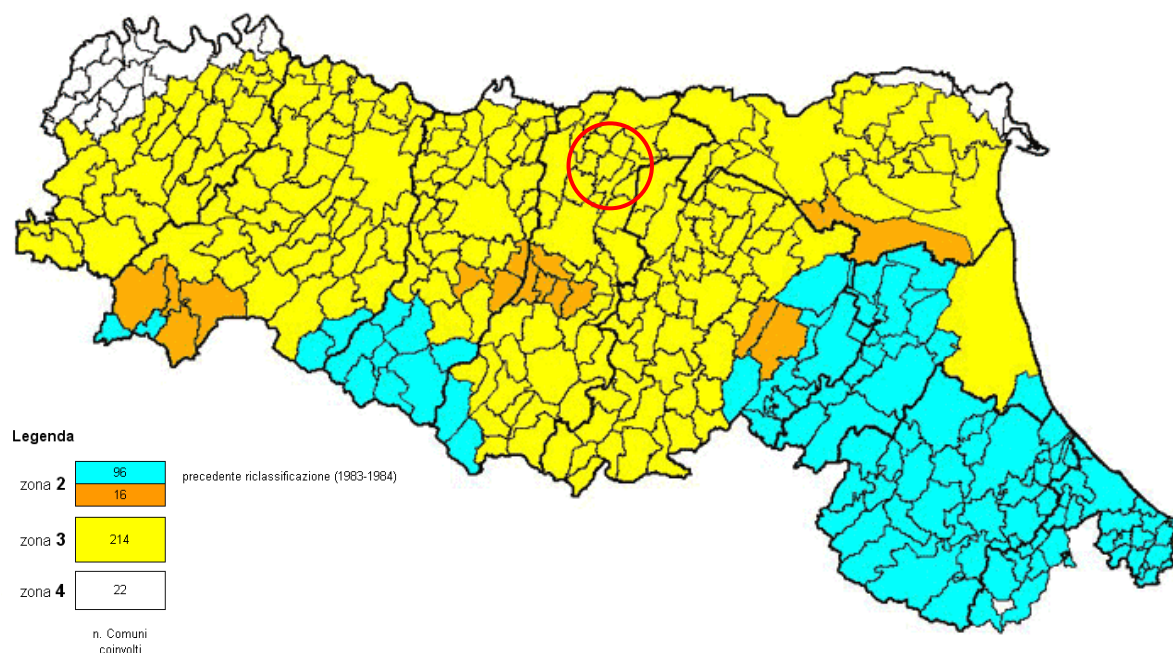 Legenda
zona 2
96
precedente riclassificazione (1983-1984)
16
zona 3
214
zona 4
22
n. Comuni
coinvolti